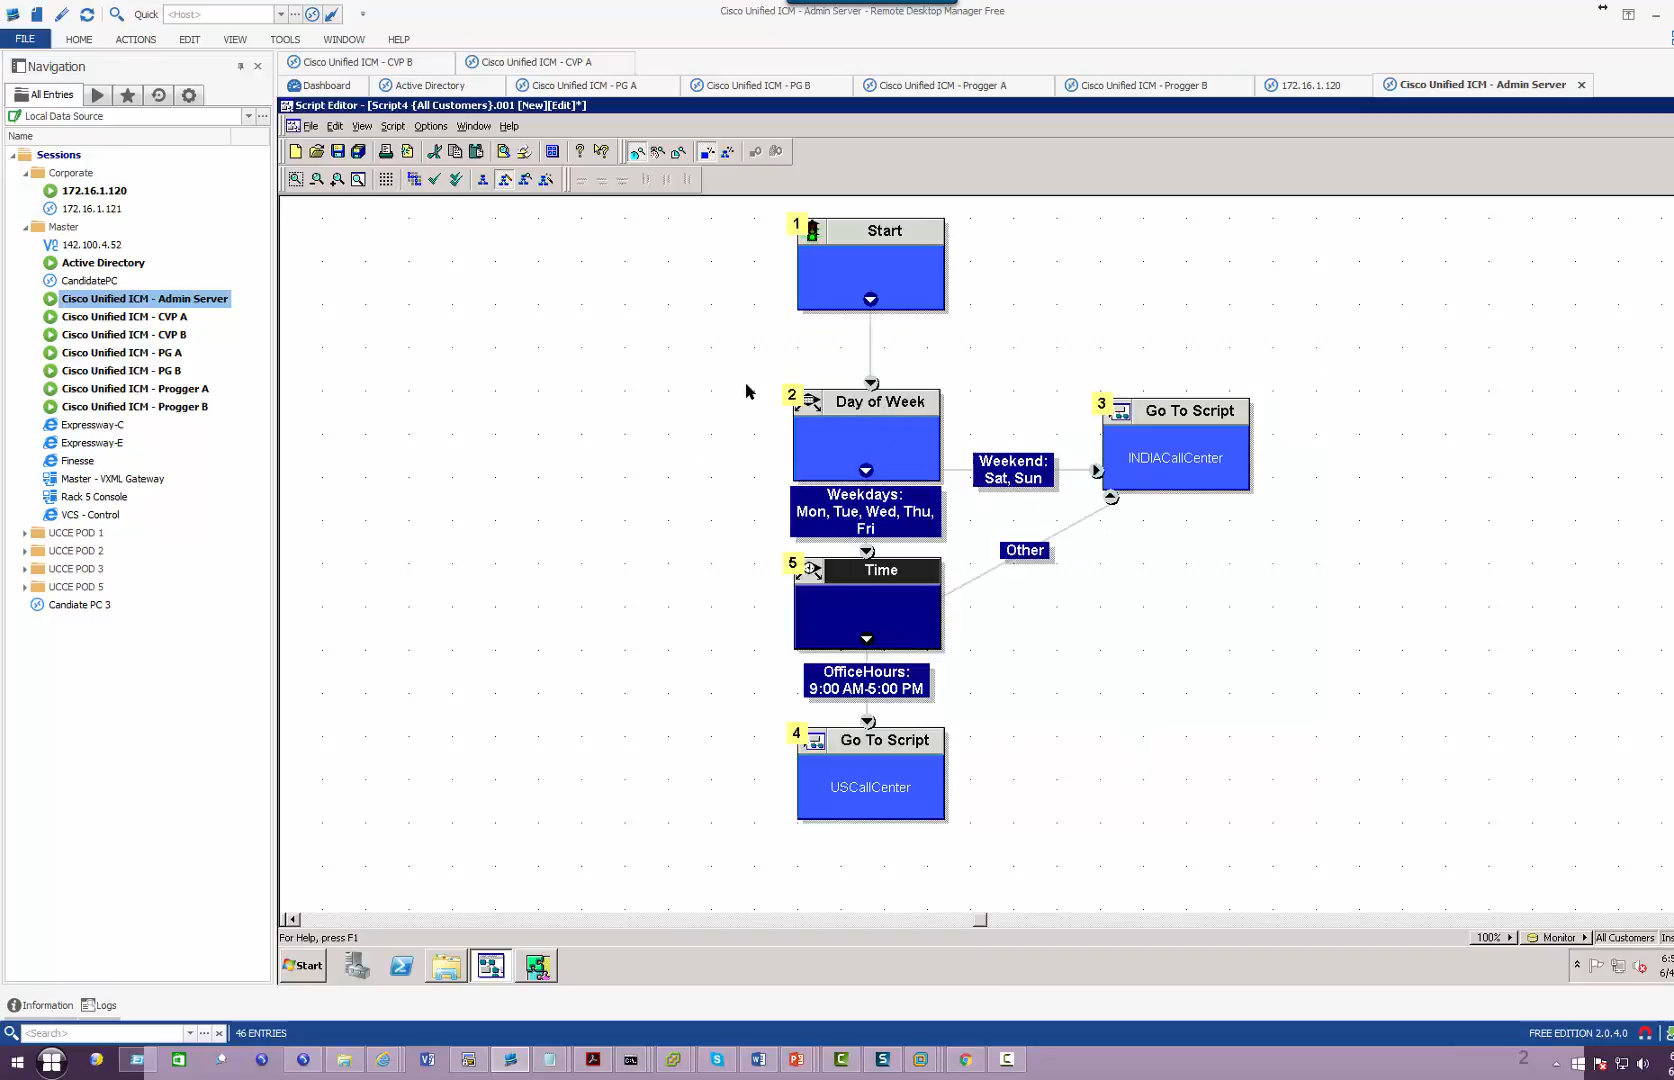 Cisco Unified ICM - Admin Server - Remote Desktop Manager Free
Quick
<Host>
FILE
HOME
ACTIONS
EDIT
VIEW
TOOLS
WINDOW
HELP
Navigation
Cisco Unified ICM - CVP B
Cisco Unified ICM - CVP A
Dashboard
Active Directory
Cisco Unified ICM - PG A
Cisco Unified ICM - PG B
Cisco Unified ICM - Progger A
Cisco Unified ICM - Progger B
172.16.1.120
Cisco Unified ICM - Admin Server
All Entries
Local Data Source
Name
Sessions
Corporate
172.16.1.120
172.16.1.121
Master
142.100.4.52
Active Directory
CandidatePC
Cisco Unified ICM - Admin Server
Cisco Unified ICM - CVP A
Cisco Unified ICM - CVP B
Cisco Unified ICM - PG A
Cisco Unified ICM - PG B
Cisco Unified ICM - Progger A
Cisco Unified ICM - Progger B
Expressway-C
Expressway-E
Finesse
Master - VXML Gateway
Rack 5 Console
VCS - Control
UCCE POD 1
UCCE POD 2
UCCE POD 3
UCCE POD 5
Candiate PC 3
Script Editor - [Script4 {All Customers}.001 [New][Edit]*]
File
Edit
View
Script
Options
Window
Help
1
Start
2
Day of Week
Weekend:
Sat, Sun
3
Go To Script
INDIACallCenter
Weekdays:
Mon, Tue, Wed, Thu,
Fri
Other
5
Time
OfficeHours:
9:00 AM-5:00 PM
4
Go To Script
USCallCenter
For Help, press F1
100%
Monitor
All Customers
Ins
Start
6:5
6/4
Information
Logs
<Search>
46 ENTRIES
FREE EDITION 2.0.4.0
2